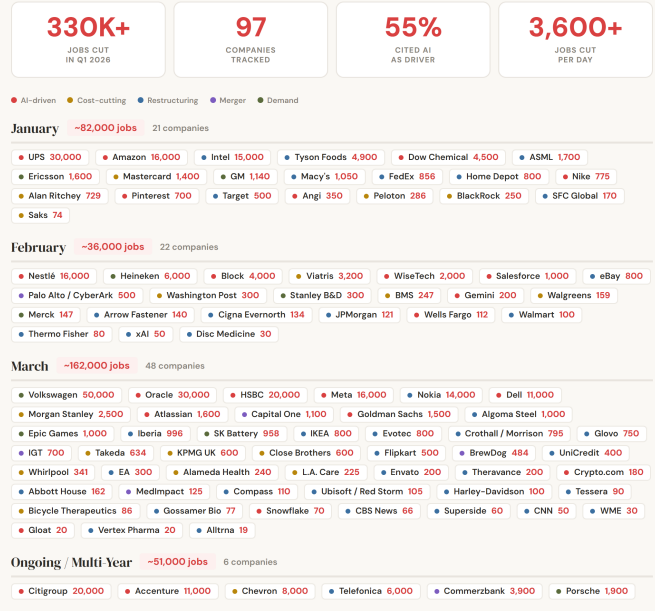 330K+ 97 55% 3,600+
JOBS CUT COMPANIES CITED AI JOBS CUT
IN Q1 2026 TRACKED AS DRIVER PER DAY
AI-driven Cost-cutting Restructuring Merger Demand
January ~82,000 jobs 21 companies
UPS 30,000 Amazon 16,000 Intel 15,000 Tyson Foods 4,900 Dow Chemical 4,500 ASML 1,700
Ericsson 1,600 Mastercard 1,400 GM 1,140 Macy's 1,050 FedEx 856 Home Depot 800 Nike 775
Alan Ritchey 729 Pinterest 700 Target 500 Angi 350 Peloton 286 BlackRock 250 SFC Global 170
Saks 74
February ~36,000 jobs 22 companies
Nestlé 16,000 Heineken 6,000 Block 4,000 Viatris 3,200 WiseTech 2,000 Salesforce 1,000 eBay 800
Palo Alto / CyberArk 500 Washington Post 300 Stanley B&D 300 BMS 247 Gemini 200 Walgreens 159
Merck 147 Arrow Fastener 140 Cigna Evernorth 134 JPMorgan 121 Wells Fargo 112 Walmart 100
Thermo Fisher 80 xAI 50 Disc Medicine 30
March ~162,000 jobs 48 companies
Volkswagen 50,000 Oracle 30,000 HSBC 20,000 Meta 16,000 Nokia 14,000 Dell 11,000
Morgan Stanley 2,500 Atlassian 1,600 Capital One 1,100 Goldman Sachs 1,500 Algoma Steel 1,000
Epic Games 1,000 Iberia 996 SK Battery 958 IKEA 800 Evotec 800 Crothall / Morrison 795 Glovo 750
IGT 700 Takeda 634 KPMG UK 600 Close Brothers 600 Flipkart 500 BrewDog 484 UniCredit 400
Whirlpool 341 EA 300 Alameda Health 240 L.A. Care 225 Envato 200 Theravance 200 Crypto.com 180
Abbott House 162 MedImpact 125 Compass 110 Ubisoft / Red Storm 105 Harley-Davidson 100 Tessera 90
Bicycle Therapeutics 86 Gossamer Bio 77 Snowflake 70 CBS News 66 Superside 60 CNN 50 WME 30
Gloat 20 Vertex Pharma 20 Alltrna 19
Ongoing / Multi-Year ~51,000 jobs 6 companies
Citigroup 20,000 Accenture 11,000 Chevron 8,000 Telefonica 6,000 Commerzbank 3,900 Porsche 1,900